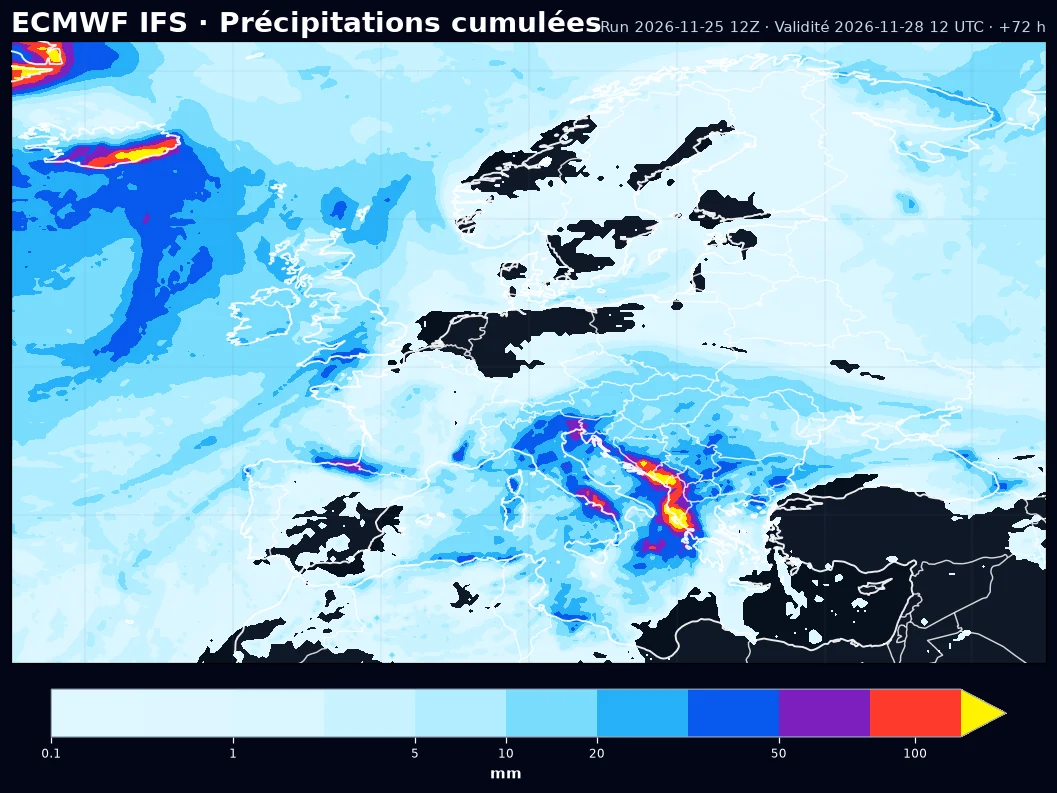 ECMWF IFS · Précipitations cumulées
Run 2026-11-25 12Z · Validité 2026-11-28 12 UTC · +72 h
0.1 1 5 10 20 50 100
mm